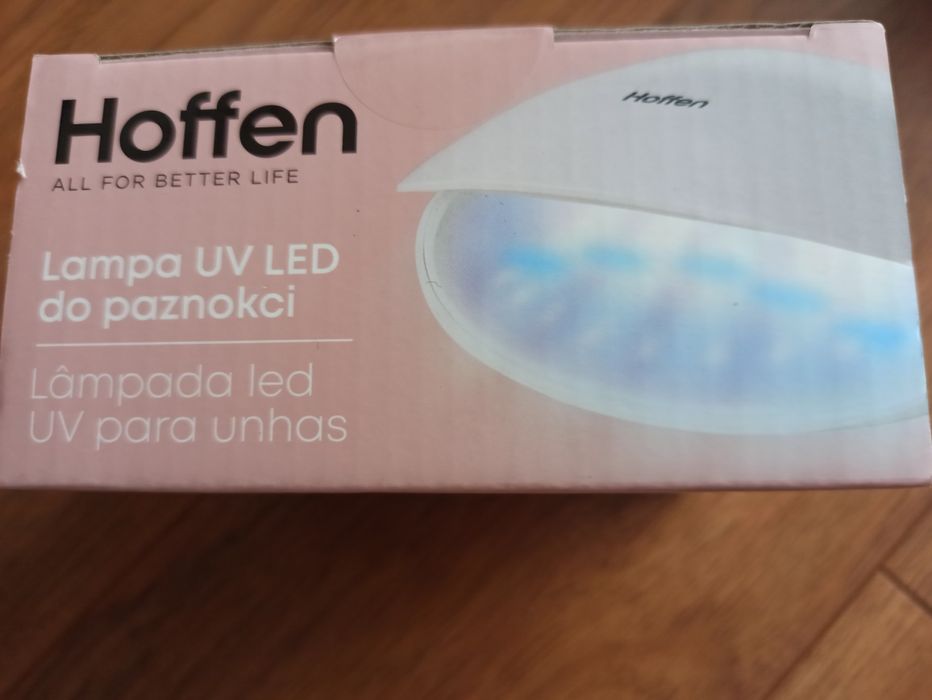 Hoffen
ALL FOR BETTER LIFE
Hoffen
Lampa UV LED
do paznokci
Lâmpada led
UV para unhas